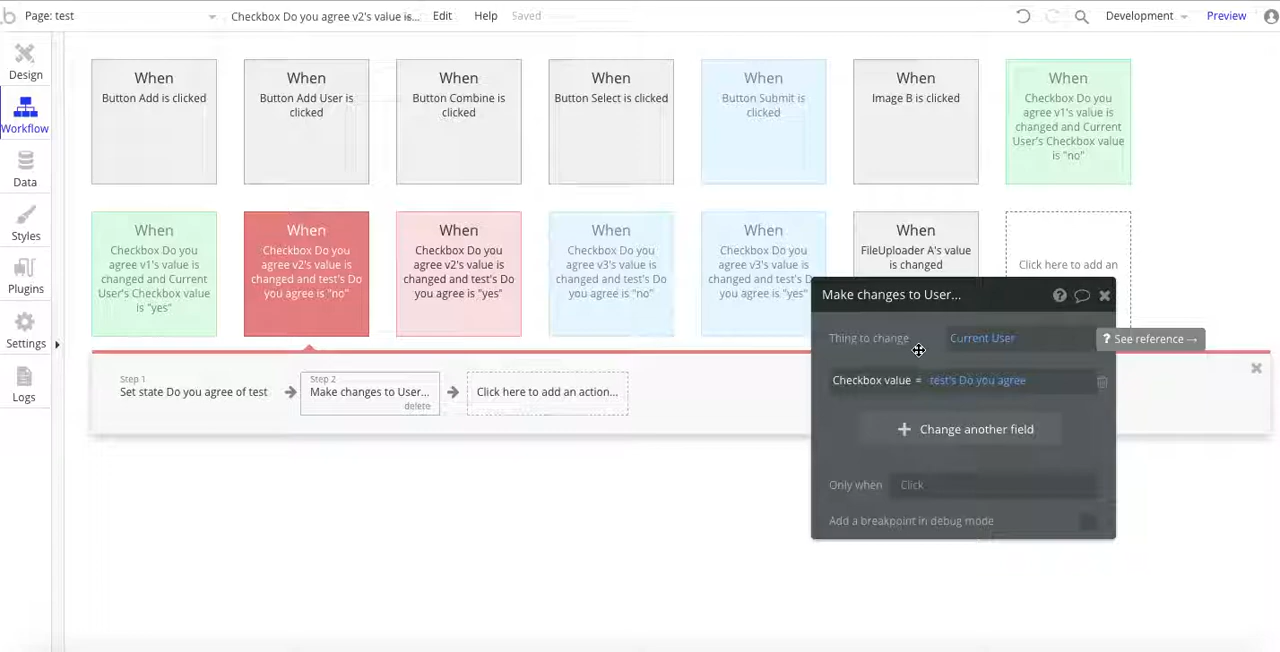 Page: test
Checkbox Do you agree v2's value is...
Edit
Help
Saved
Development
Preview
Design
Workflow
Data
Styles
Plugins
Settings
Logs
When
Button Add is clicked
When
Button Add User is
clicked
When
Button Combine is
clicked
When
Button Select is clicked
When
Button Submit is
clicked
When
Image B is clicked
When
Checkbox Do you
agree v1's value is
changed and Current
User's Checkbox value
is "no"
When
Checkbox Do you
agree v1's value is
changed and Current
User's Checkbox value
is "yes"
When
Checkbox Do you
agree v2's value is
changed and test's Do
you agree is "no"
When
Checkbox Do you
agree v2's value is
changed and test's Do
you agree is "yes"
When
Checkbox Do you
agree v3's value is
changed and test's Do
you agree is "no"
When
Checkbox Do you
agree v3's value is
changed and test's D
you agree is "yes"
When
FileUploader A's value
is changed
Click here to add an
Step 1
Set state Do you agree of test
Step 2
Make changes to User...
delete
Click here to add an action...
Make changes to User...
Thing to change
Current User
? See reference →
Checkbox value = test's Do you agree
+ Change another field
Only when
Click
Add a breakpoint in debug mode